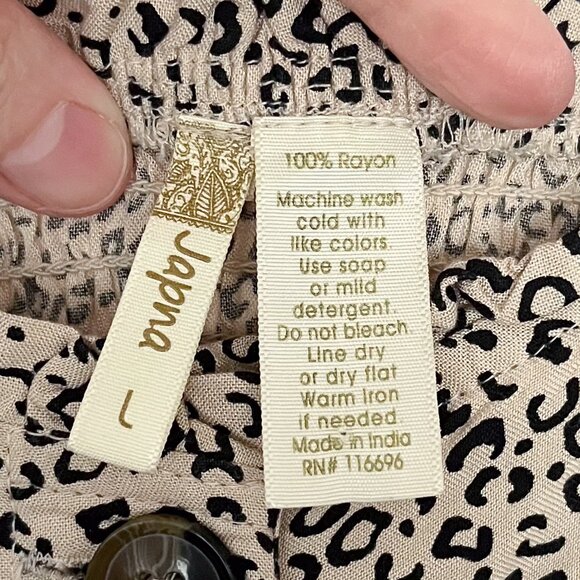 Japna
L
100% Rayon
Machine wash
cold with
like colors.
Use soap
or mild
detergent.
Do not bleach
Line dry
or dry flat
Warm Iron
if needed
Made in India
RN# 116696